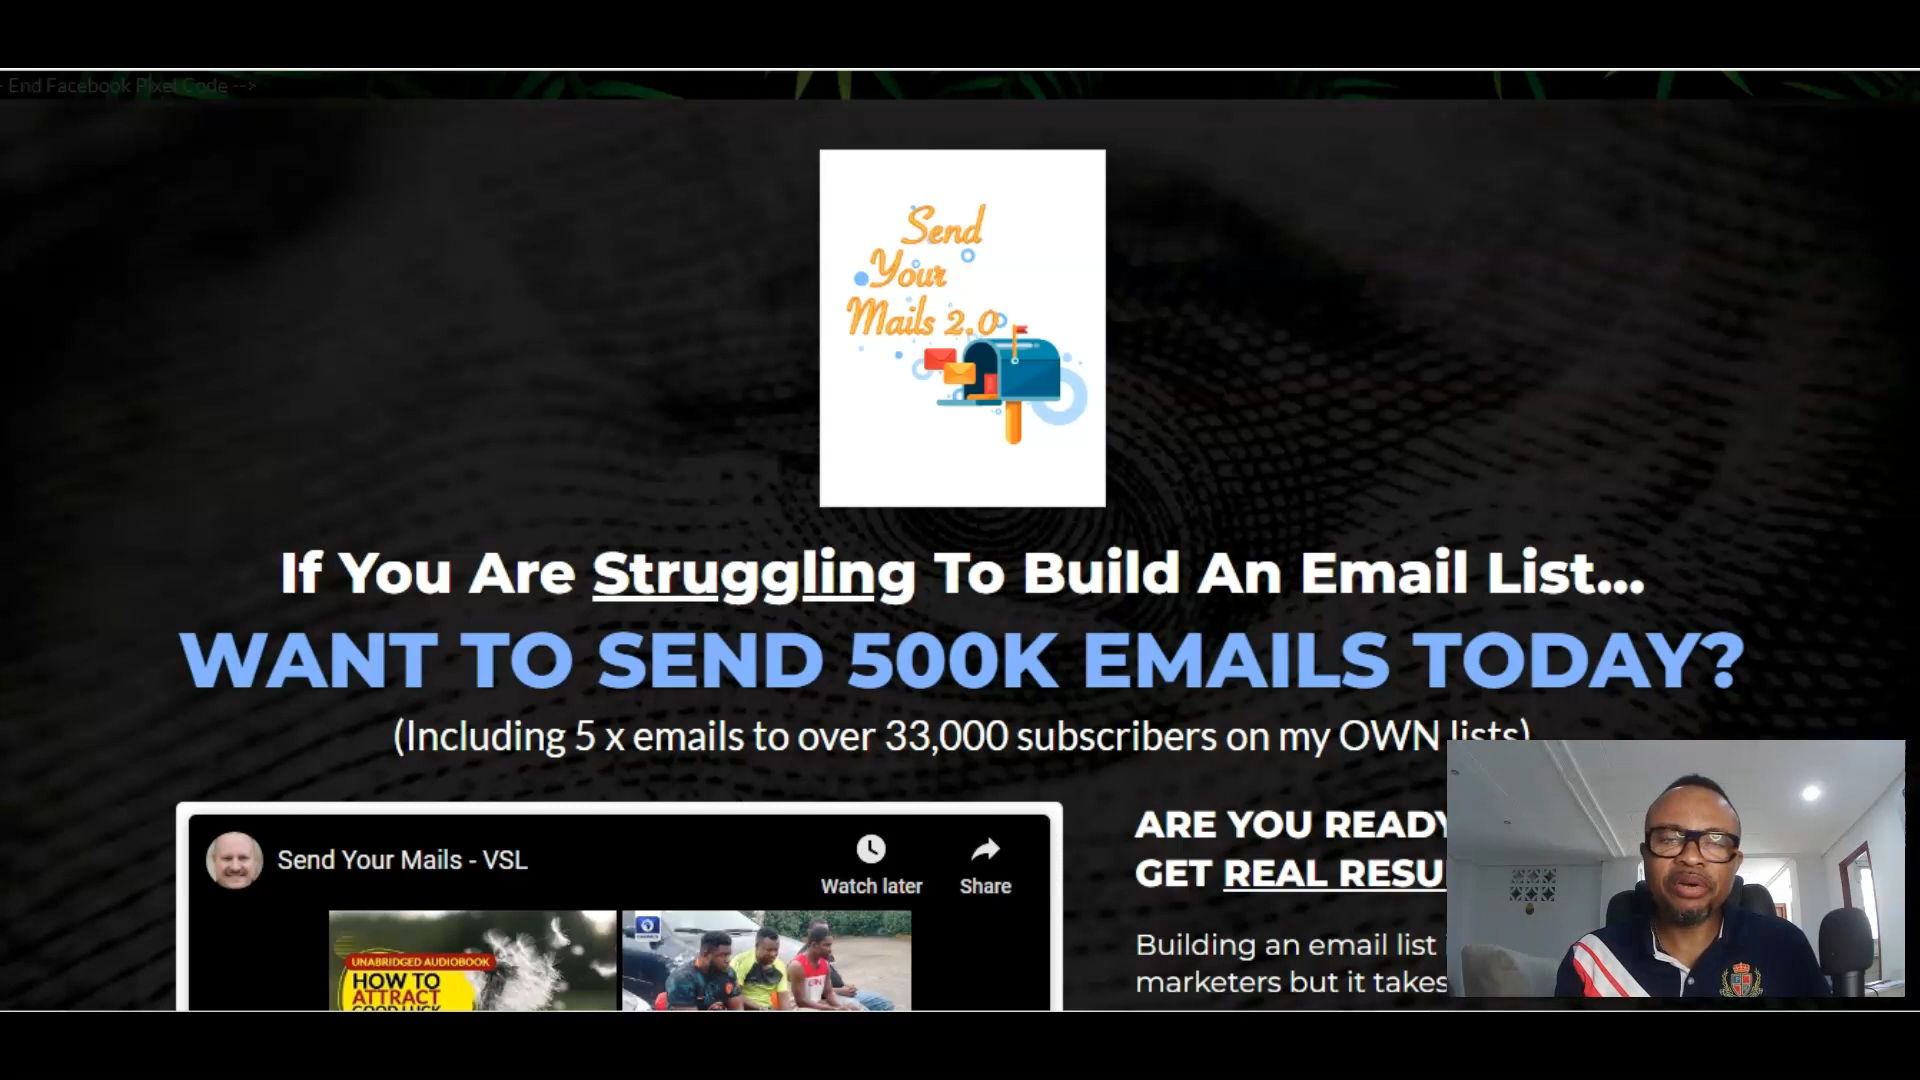 End Facebook Pixel Code -->
Send
Your
Mails 2.0
If You Are Struggling To Build An Email List...
WANT TO SEND 500K EMAILS TODAY?
(Including 5 x emails to over 33,000 subscribers on my OWN lists)
Send Your Mails - VSL
Watch later
Share
UNABRIDGED AUDIOBOOK
HOW TO
ATTRACT
GOOD LUCK
ARE YOU READY
GET REAL RESU
Building an email list
marketers but it takes